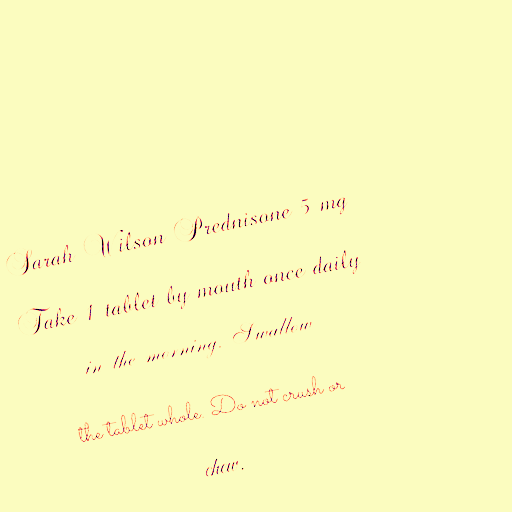 Sarah Wilson Prednisone 5 mg
Take 1 tablet by mouth once daily
in the morning. Swallow
the tablet whole. Do not crush or
chew.